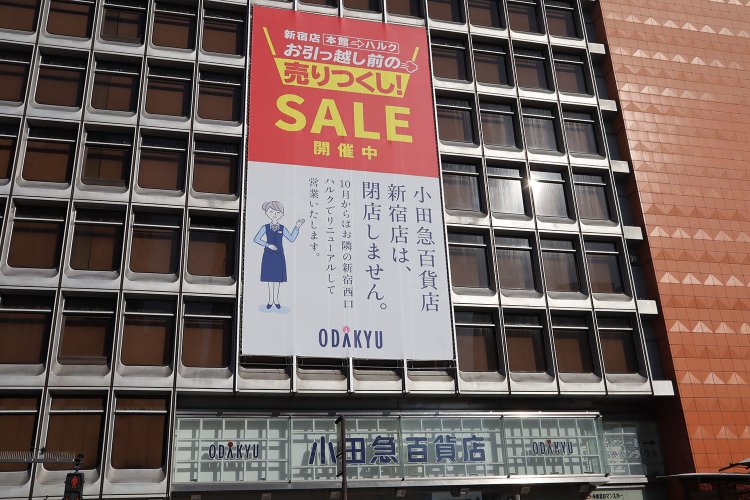 新宿店 本館⇨ハルク
お引っ越し前の
売りつくし!
SALE
開催中
小田急百貨店
新宿店は、
閉店しません。
10月からはお隣の新宿西口
ハルクでリニューアルして
営業いたします。
ODAKYU
ODAKYU 小田急百貨店 ODAKYU